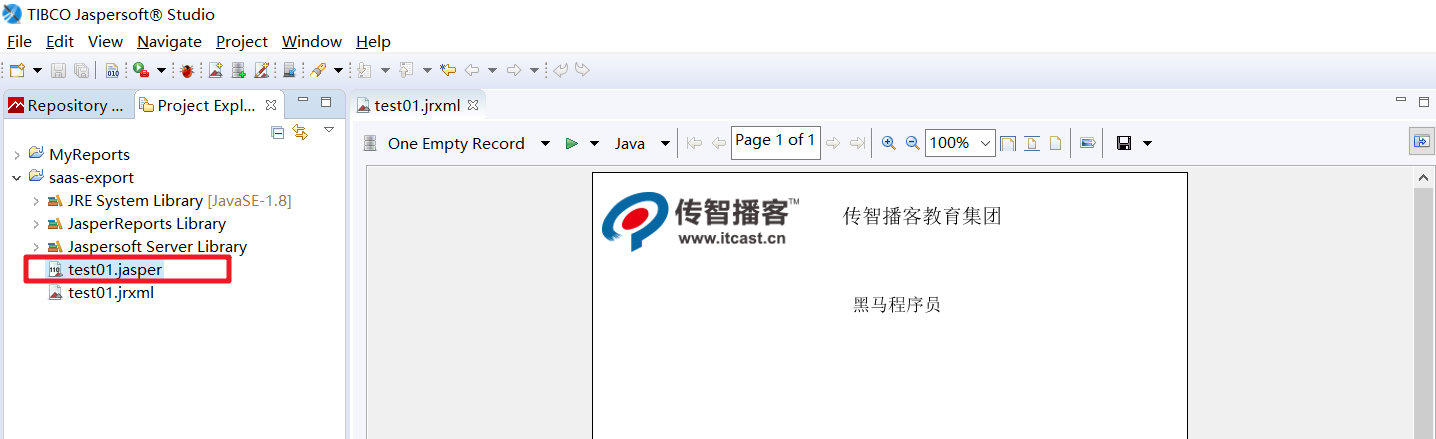 TIBCO Jaspersoft® Studio
File Edit View Navigate Project Window Help
Repository ... Project Expl... test01.jrxml
One Empty Record Java Page 1 of 1 100%
MyReports
saas-export
JRE System Library [JavaSE-1.8]
JasperReports Library
Jaspersoft Server Library
test01.jasper
test01.jrxml
传智播客™ 传智播客教育集团
www.itcast.cn
黑马程序员